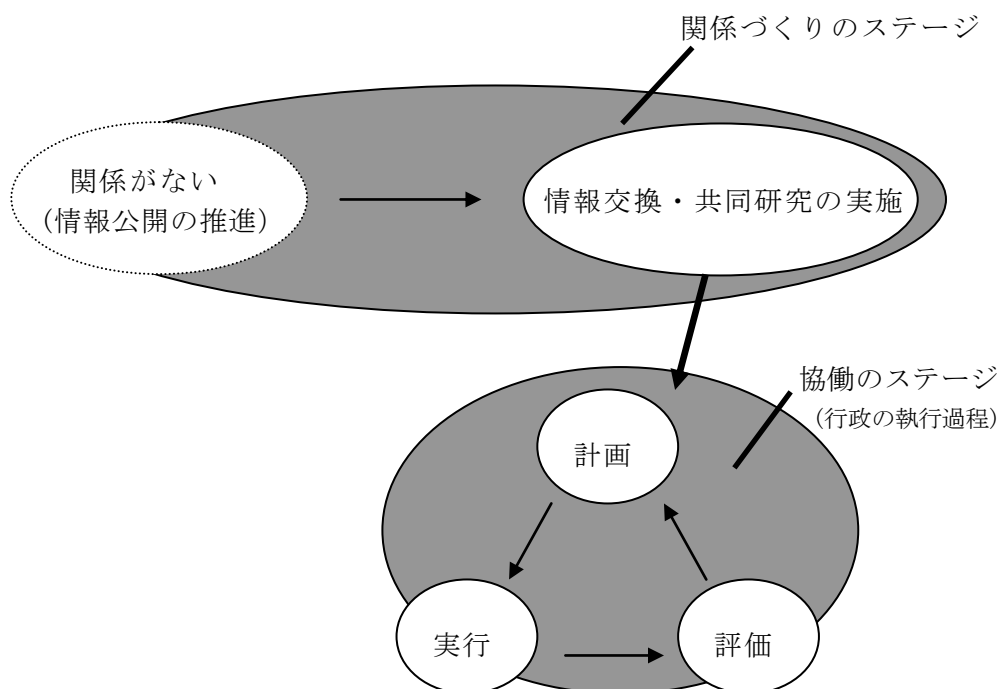 関係づくりのステージ
関係がない
(情報公開の推進)
情報交換・共同研究の実施
協働のステージ
(行政の執行過程)
計画
実行
評価